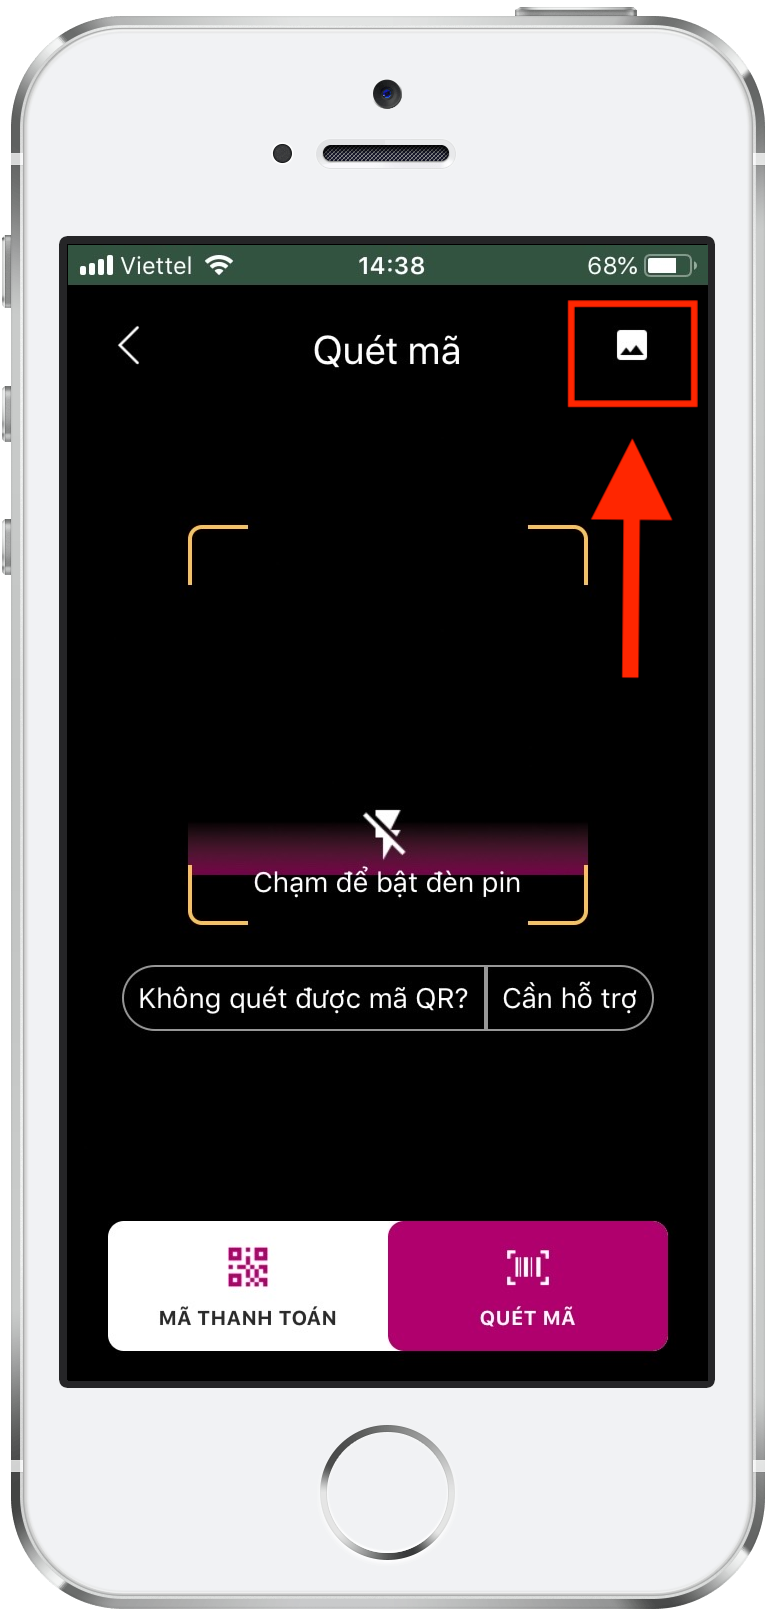 Viettel 14:38 68%
Quét mã
Chạm để bật đèn pin
Không quét được mã QR? Cần hỗ trợ
MÃ THANH TOÁN QUÉT MÃ